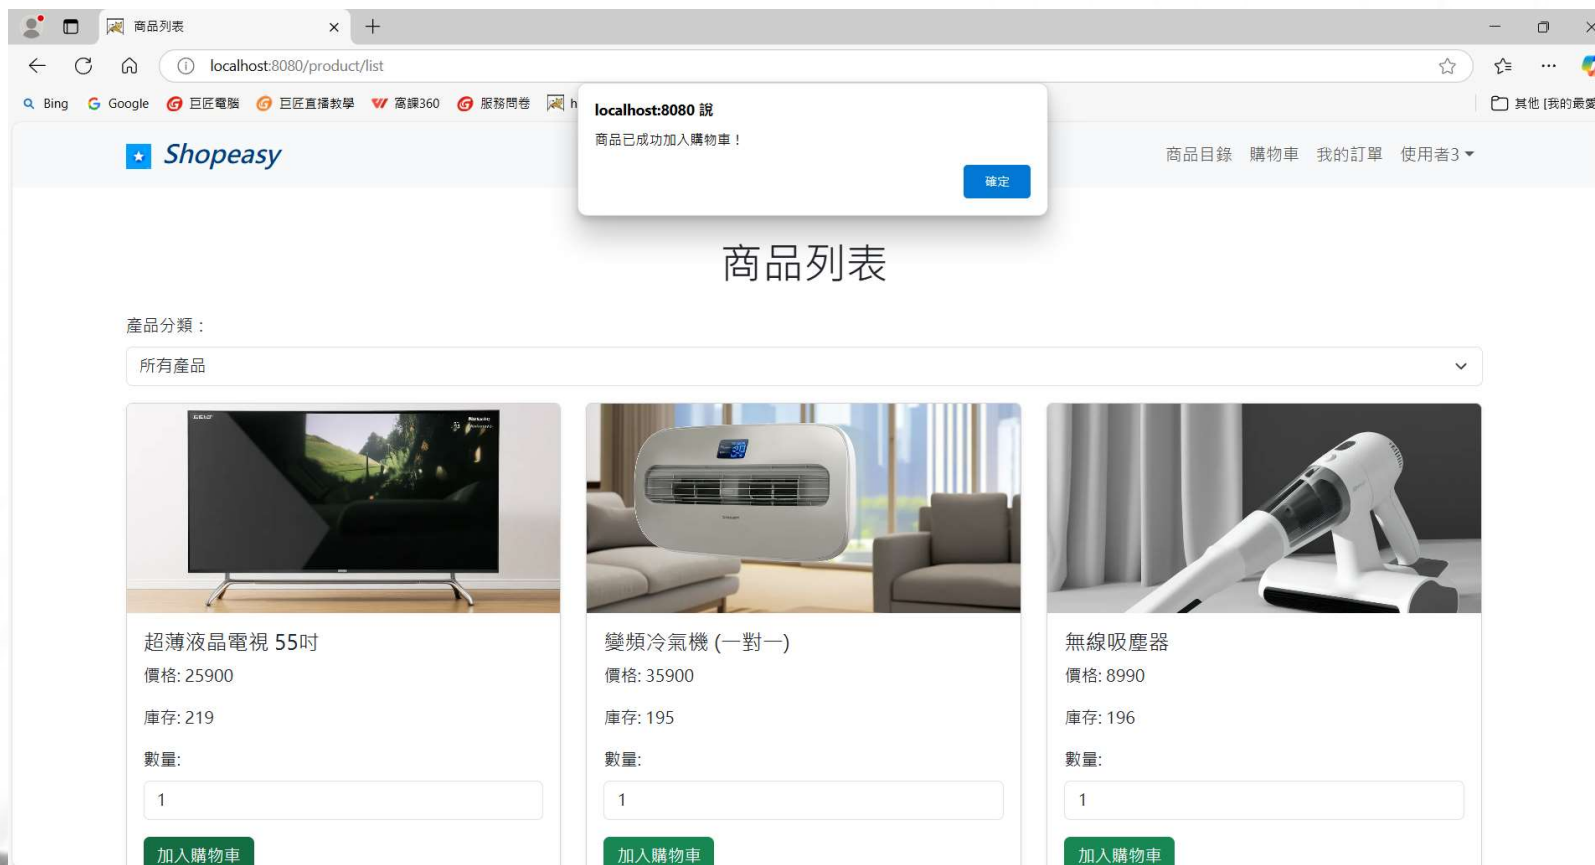 商品列表
localhost:8080/product/list
Bing Google 巨匠電腦 巨匠直播教學 窩課360 服務問卷 h
其他 [我的最愛
localhost:8080 說
商品已成功加入購物車！
確定
Shopeasy
商品目錄 購物車 我的訂單 使用者3
商品列表
產品分類：
所有產品
超薄液晶電視 55吋
價格: 25900
庫存: 219
數量:
1
加入購物車
變頻冷氣機 (一對一)
價格: 35900
庫存: 195
數量:
1
加入購物車
無線吸塵器
價格: 8990
庫存: 196
數量:
1
加入購物車